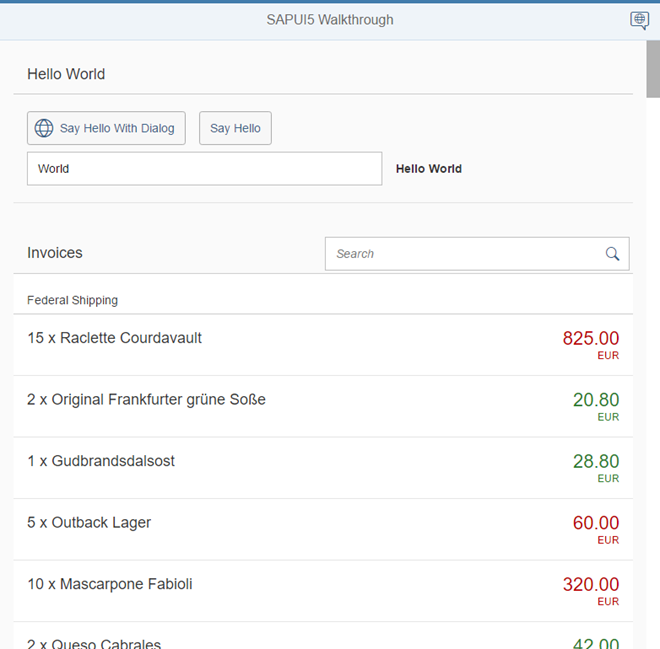 SAPUI5 Walkthrough
Hello World
Say Hello With Dialog
Say Hello
World
Hello World
Invoices
Search
Federal Shipping
15 x Raclette Courdavault
825.00
EUR
2 x Original Frankfurter grüne Soße
20.80
EUR
1 x Gudbrandsdalsost
28.80
EUR
5 x Outback Lager
60.00
EUR
10 x Mascarpone Fabioli
320.00
EUR
2 x Queso Cabrales
42.00